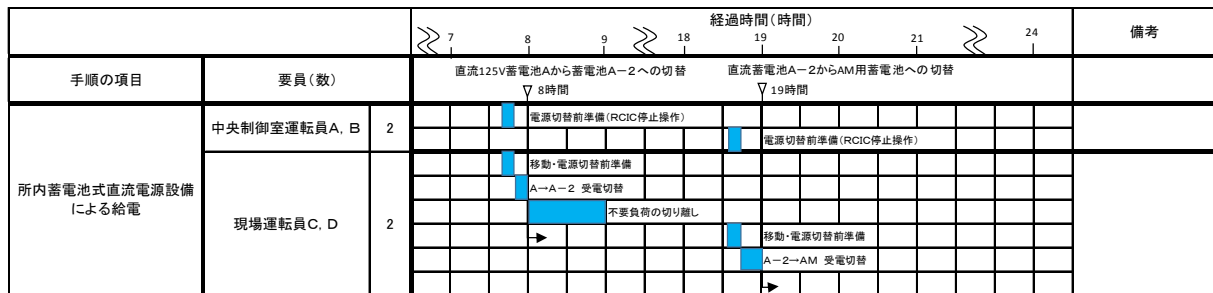 経過時間(時間)
備考
7 8 9 18 19 20 21 24
手順の項目
要員(数)
直流125V蓄電池Aから蓄電池A-2への切替
直流蓄電池A-2からAM用蓄電池への切替
8時間
19時間
所内蓄電池式直流電源設備
による給電
中央制御室運転員A, B
2
電源切替前準備(RCIC停止操作)
電源切替前準備(RCIC停止操作)
現場運転員C, D
2
移動・電源切替前準備
A→A-2 受電切替
不要負荷の切り離し
移動・電源切替前準備
A-2→AM 受電切替